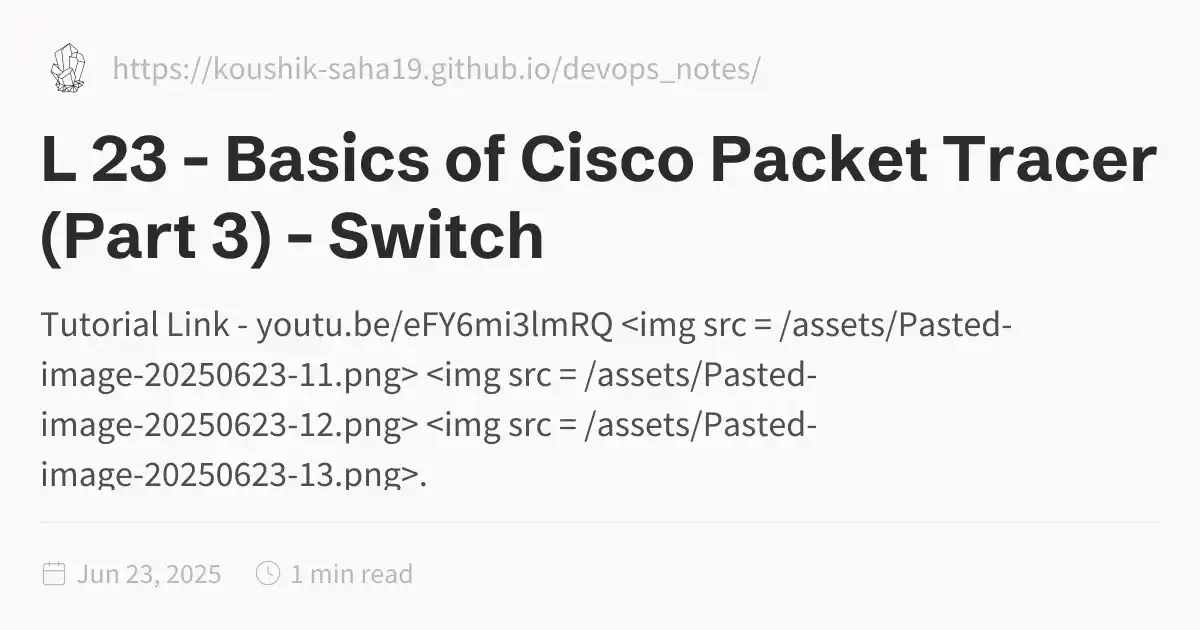 https://koushik-saha19.github.io/devops_notes/
L 23 - Basics of Cisco Packet Tracer
(Part 3) - Switch
Tutorial Link - youtu.be/eFY6mi3lmRQ <img src = /assets/Pasted-
image-20250623-11.png> <img src = /assets/Pasted-
image-20250623-12.png> <img src = /assets/Pasted-
image-20250623-13.png>.
Jun 23, 2025 1 min read